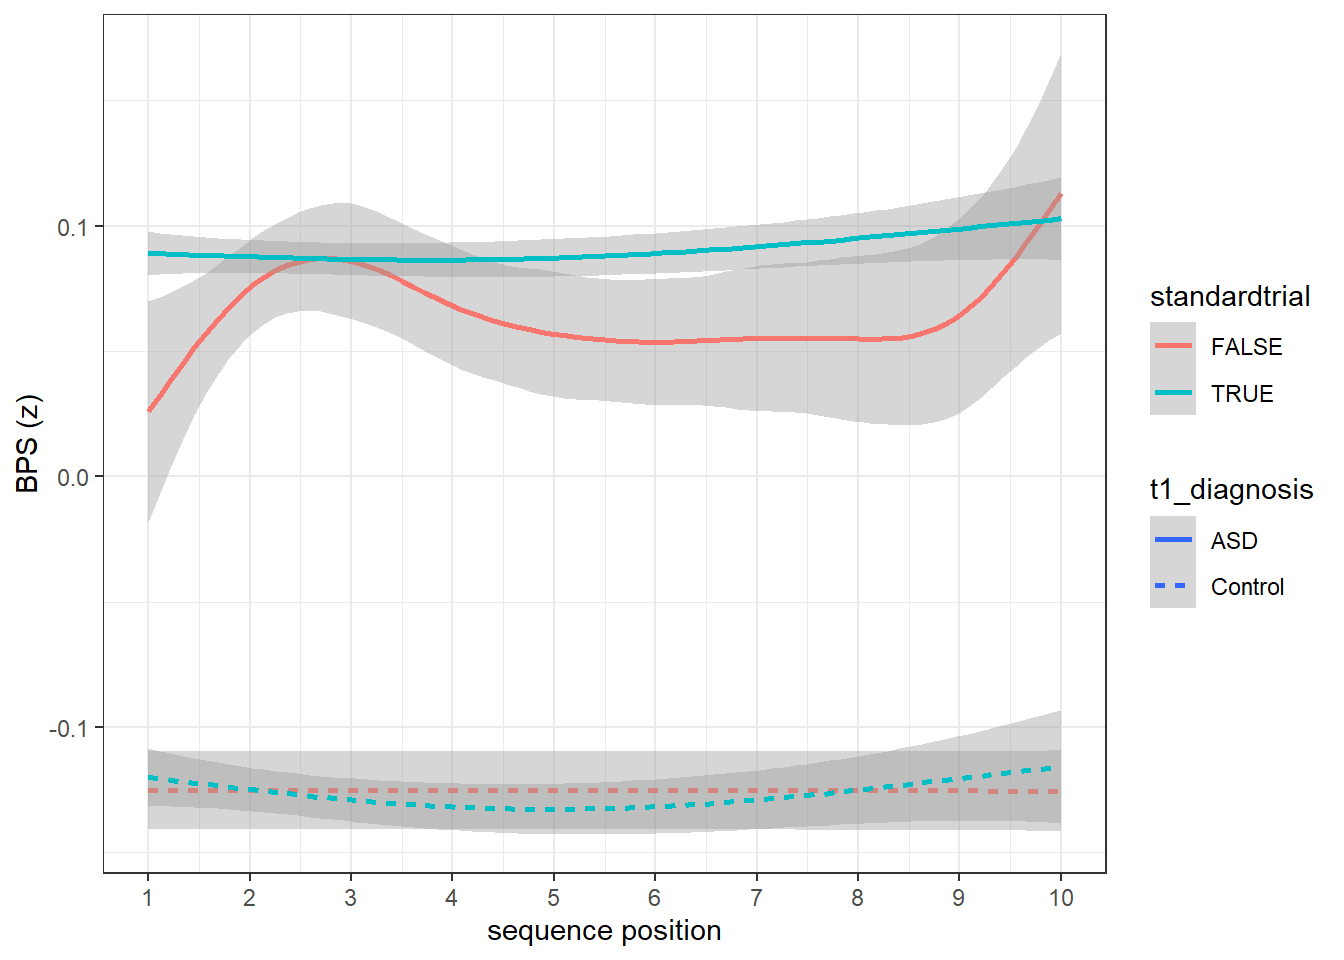 BPS (z)
0.1
0.0
-0.1
1 2 3 4 5 6 7 8 9 10
sequence position
standardtrial
FALSE
TRUE
t1_diagnosis
ASD
Control